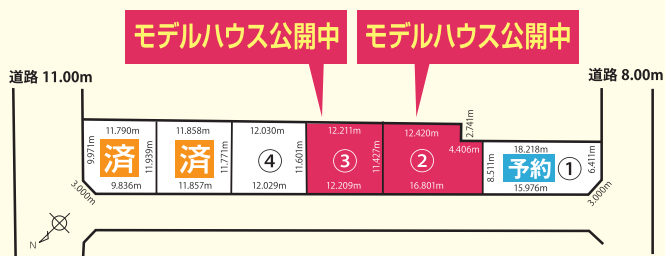 モデルハウス公開中
モデルハウス公開中
道路 11.00m
道路 8.00m
11.790m
11.858m
12.030m
12.211m
12.420m
2.741m
4.406m
18.218m
9.971m
済
11.939m
済
11.771m
④
11.601m
③
11.427m
②
8.511m
予約
①
6.411m
3.000m
9.836m
11.857m
12.029m
12.209m
16.801m
15.976m
3.000m
N